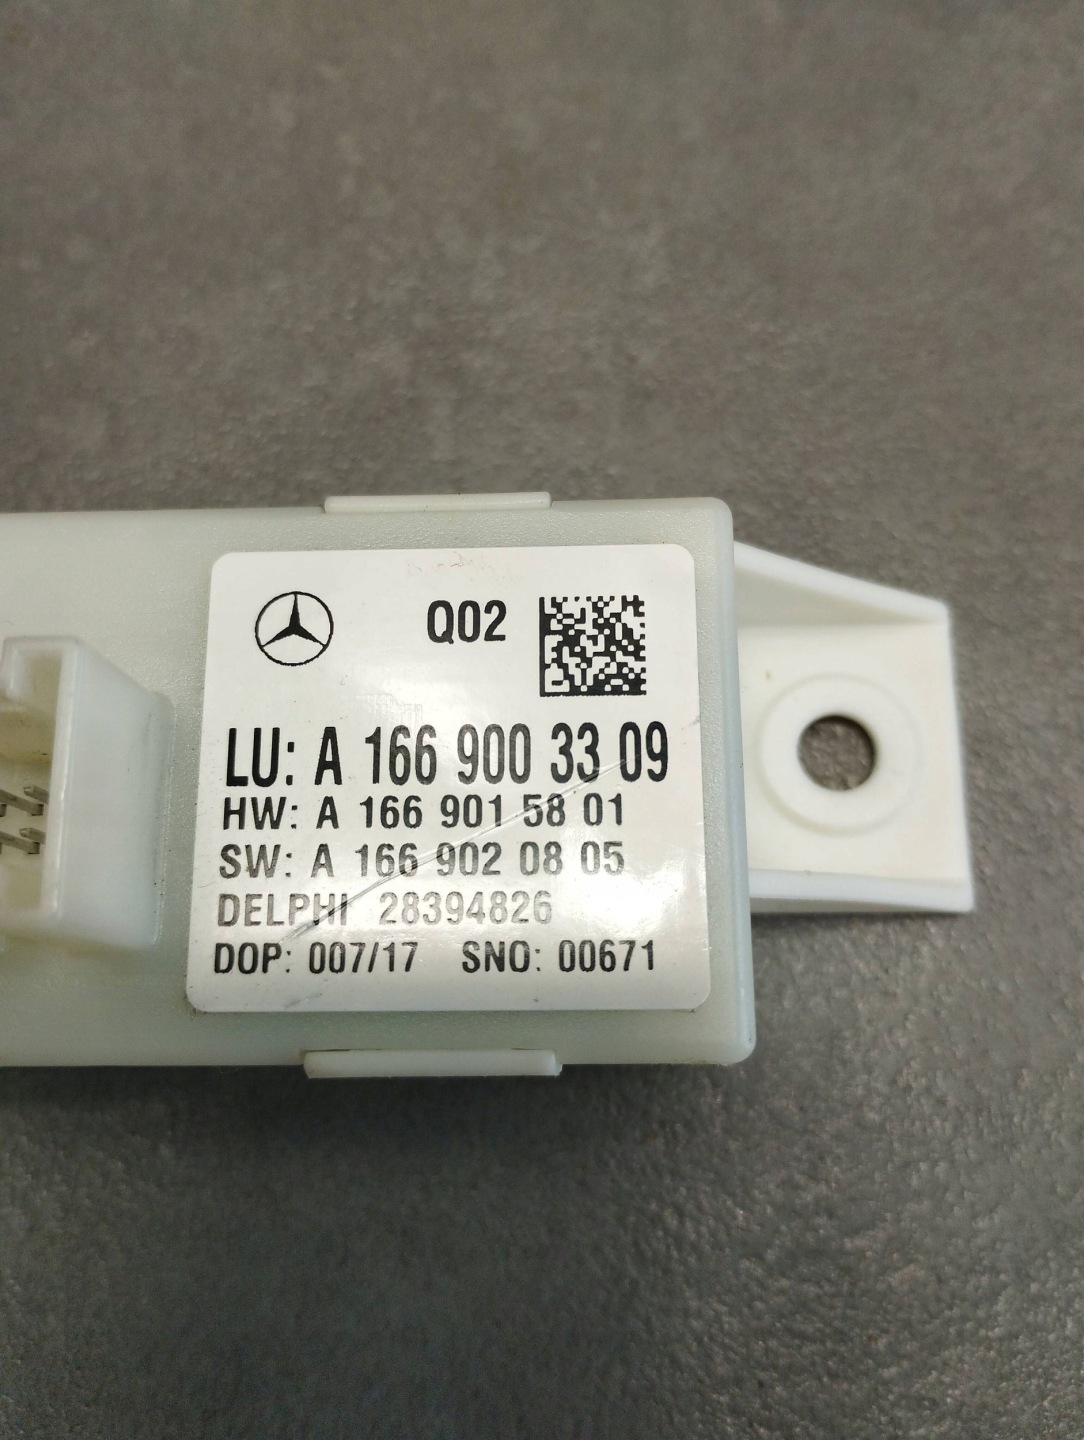 Q02
LU: A 166 900 33 09
HW: A 166 901 58 01
SW: A 166 902 08 05
DELPHI 28394826
DOP: 007/17 SNO: 00671